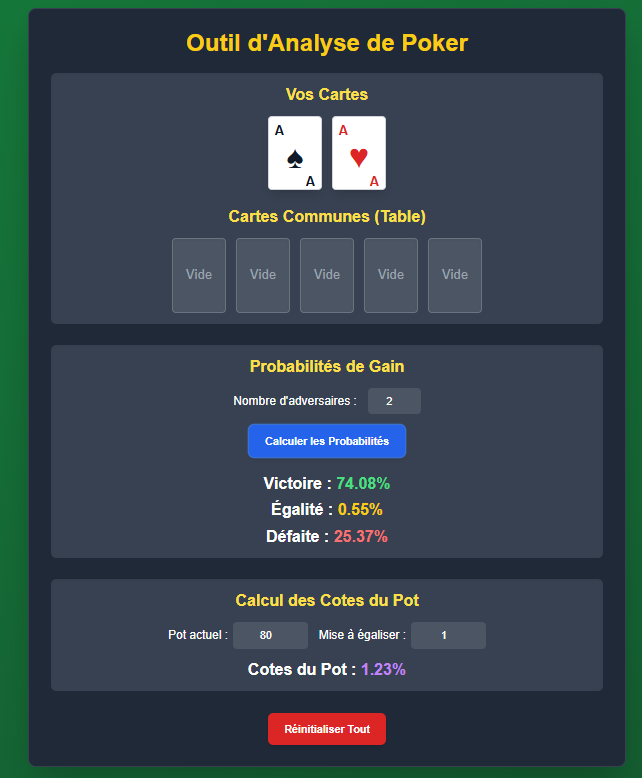 Outil d'Analyse de Poker
Vos Cartes
A A
♠ ♥
A A
Cartes Communes (Table)
Vide Vide Vide Vide Vide
Probabilités de Gain
Nombre d'adversaires : 2
Calculer les Probabilités
Victoire : 74.08%
Égalité : 0.55%
Défaite : 25.37%
Calcul des Cotes du Pot
Pot actuel : 80 Mise à égaliser : 1
Cotes du Pot : 1.23%
Réinitialiser Tout